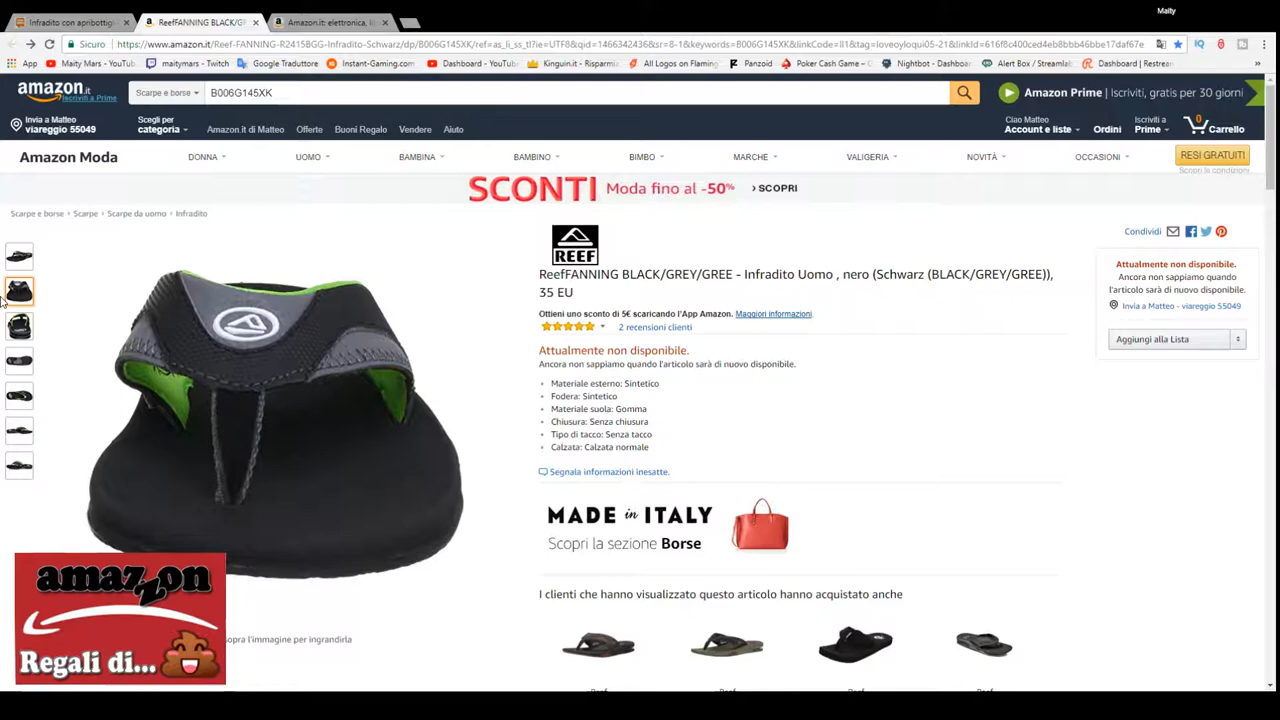 Maity
Infradito con apribottigli
ReefFANNING BLACK/GR
Amazon.it: elettronica, li
Sicuro
https://www.amazon.it/Reef-FANNING-R2415BGG-Infradito-Schwarz/dp/B006G145XK/ref=as_li_ss_tl?ie=UTF8&qid=1466342436&sr=8-1&keywords=B006G145XK&linkCode=ll1&tag=loveoyloqui05-21&linkId=616f8c400ced4eb8bbb46bbe3bd67afe
App
Maity Mars - YouTub
maitymars - Twitch
Google Traduttore
Instant-Gaming.com
Dashboard - YouTub
Kinguin.it - Risparmia
All Logos on Flaming
Panzoid
Poker Cash Game – C
Nightbot - Dashboa
Alert Box / Streamlab
Dashboard | Restrea
amazon.it
Iscriviti a Prime
Scarpe e borse
B006G145XK
Amazon Prime | Iscriviti, gratis per 30 giorni
Invia a Matteo
viareggio 55049
Scegli per
categoria
Amazon.it di Matteo
Offerte
Buoni Regalo
Vendere
Aiuto
Ciao Matteo
Account e liste
Ordini
Iscriviti a
Prime
0
Carrello
Amazon Moda
DONNA
UOMO
BAMBINA
BAMBINO
BIMBO
MARCHE
VALIGERIA
NOVITÀ
OCCASIONI
RESI GRATUITI
Scopri le condizioni
SCONTI Moda fino al -50% › SCOPRI
Scarpe e borse › Scarpe › Scarpe da uomo › Infradito
Condividi
REEF
ReefFANNING BLACK/GREY/GREE - Infradito Uomo , nero (Schwarz (BLACK/GREY/GREE)),
35 EU
Ottieni uno sconto di 5€ scaricando l'App Amazon. Maggiori informazioni.
2 recensioni clienti
Attualmente non disponibile.
Ancora non sappiamo quando l'articolo sarà di nuovo disponibile.
Materiale esterno: Sintetico
Fodera: Sintetico
Materiale suola: Gomma
Chiusura: Senza chiusura
Tipo di tacco: Senza tacco
Calzata: Calzata normale
Segnala informazioni inesatte.
Attualmente non disponibile.
Ancora non sappiamo quando
l'articolo sarà di nuovo disponibile.
Invia a Matteo - viareggio 55049
Aggiungi alla Lista
MADE in ITALY
Scopri la sezione Borse
I clienti che hanno visualizzato questo articolo hanno acquistato anche
sopra l'immagine per ingrandirla
amazzon
Regali di...